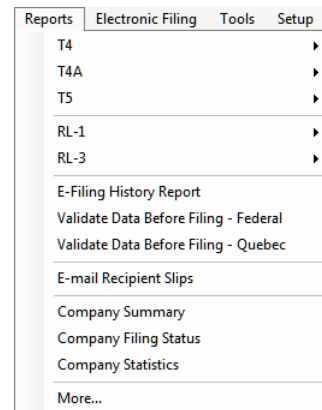 Reports Electronic Filing Tools Setup
T4
T4A
T5
RL-1
RL-3
E-Filing History Report
Validate Data Before Filing - Federal
Validate Data Before Filing - Quebec
E-mail Recipient Slips
Company Summary
Company Filing Status
Company Statistics
More...